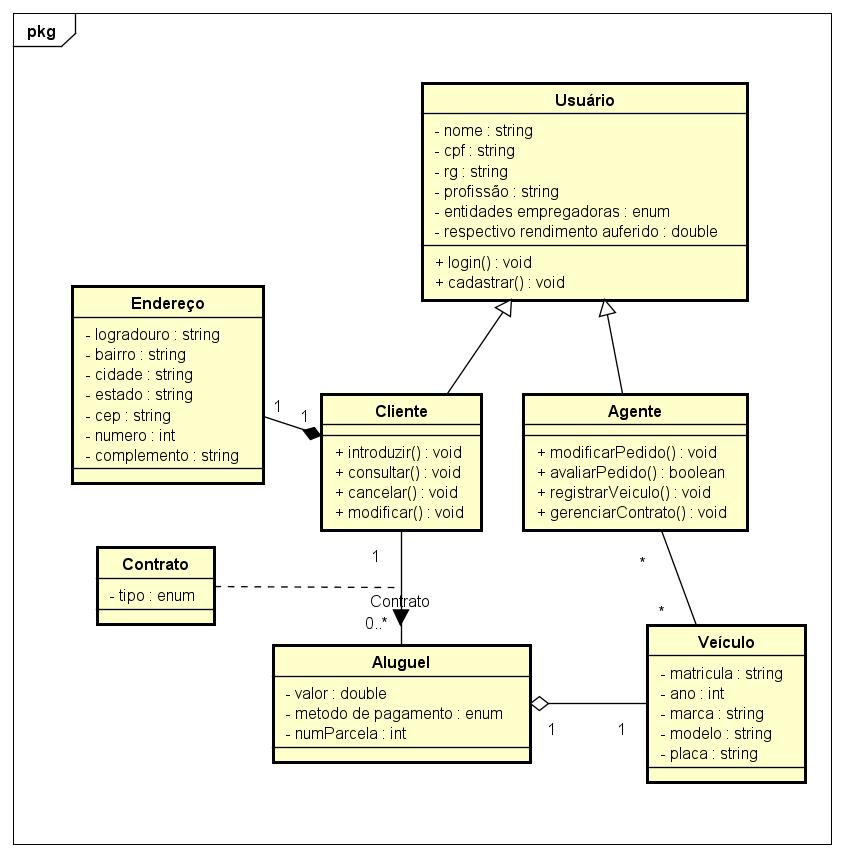 pkg
Usuário
- nome : string
- cpf : string
- rg : string
- profissão : string
- entidades empregadoras : enum
- respectivo rendimento auferido : double
+ login() : void
+ cadastrar() : void
Endereço
- logradouro : string
- bairro : string
- cidade : string
- estado : string
- cep : string
- numero : int
- complemento : string
1
1
Cliente
+ introduzir() : void
+ consultar() : void
+ cancelar() : void
+ modificar() : void
Agente
+ modificarPedido() : void
+ avaliarPedido() : boolean
+ registrarVeiculo() : void
+ gerenciarContrato() : void
Contrato
- tipo : enum
1
Contrato
0..*
*
*
Aluguel
- valor : double
- metodo de pagamento : enum
- numParcela : int
1
1
Veículo
- matricula : string
- ano : int
- marca : string
- modelo : string
- placa : string